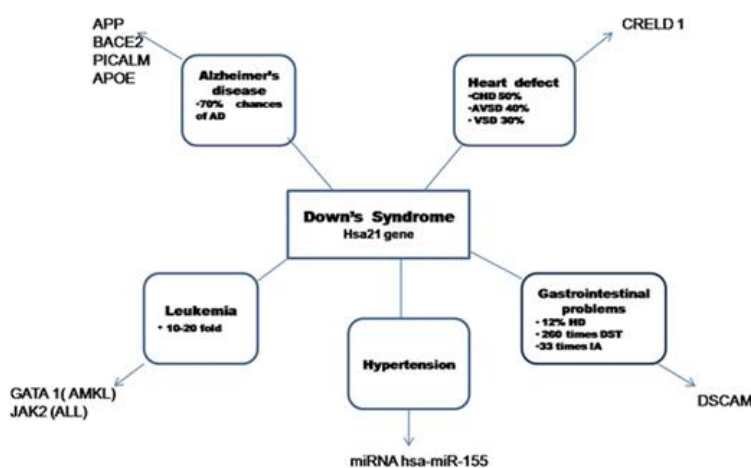 APP
BACE2
PICALM
APOE
Alzheimer's
disease
-70% chances
of AD
CRELD 1
Heart defect
-CHD 50%
-AVSD 40%
- VSD 30%
Down's Syndrome
Hsa21 gene
Leukemia
- 10-20 fold
GATA 1( AMKL)
JAK2 (ALL)
Hypertension
miRNA hsa-miR-155
Gastrointestinal
problems
- 12% HD
- 260 times DST
-33 times IA
DSCAM